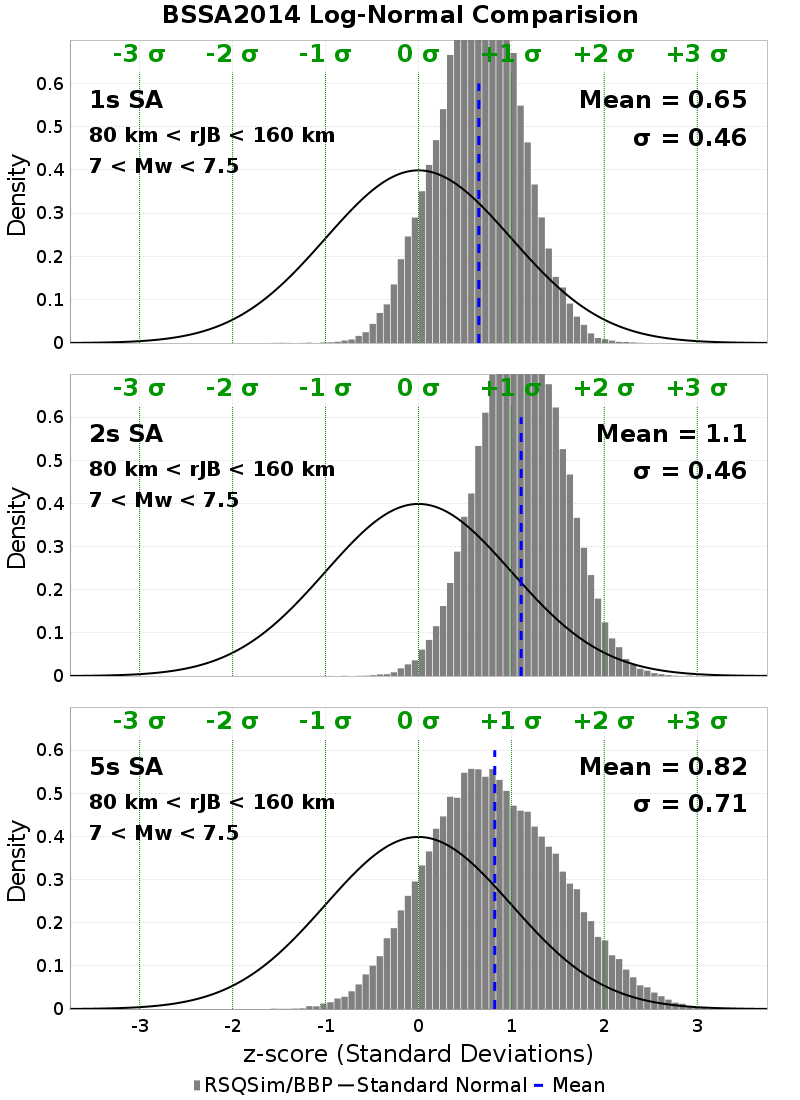 BSSA2014 Log-Normal Comparision
-3 σ -2 σ -1 σ 0 σ +1 σ +2 σ +3 σ
1s SA
Mean = 0.65
80 km < rJB < 160 km
σ = 0.46
7 < Mw < 7.5
Density
0.6
0.5
0.4
0.3
0.2
0.1
0
-3 σ -2 σ -1 σ 0 σ +1 σ +2 σ +3 σ
2s SA
Mean = 1.1
80 km < rJB < 160 km
σ = 0.46
7 < Mw < 7.5
Density
0.6
0.5
0.4
0.3
0.2
0.1
0
-3 σ -2 σ -1 σ 0 σ +1 σ +2 σ +3 σ
5s SA
Mean = 0.82
80 km < rJB < 160 km
σ = 0.71
7 < Mw < 7.5
Density
0.6
0.5
0.4
0.3
0.2
0.1
0
-3 -2 -1 0 1 2 3
z-score (Standard Deviations)
RSQSim/BBP Standard Normal Mean